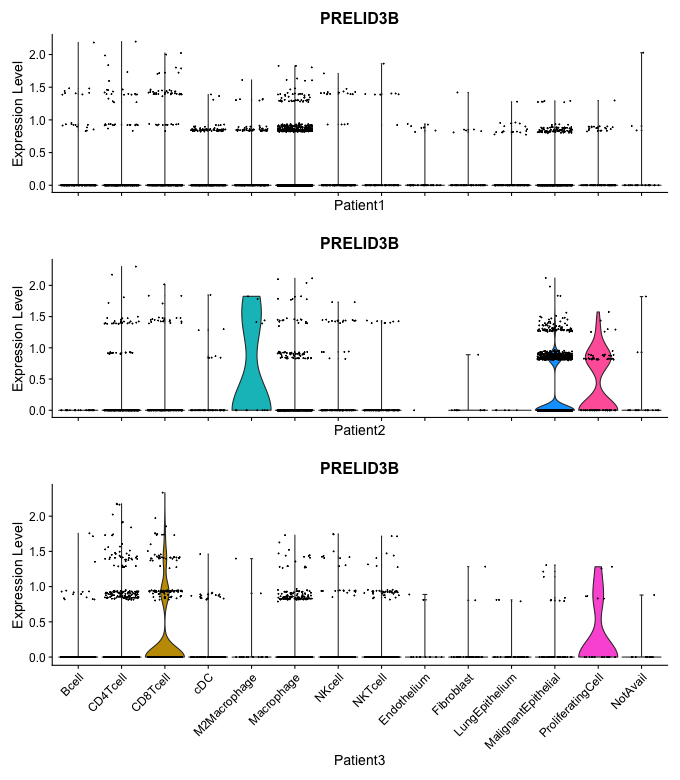 PRELID3B
Expression Level
2.0
1.5
1.0
0.5
0.0
Patient1
PRELID3B
Expression Level
2.0
1.5
1.0
0.5
0.0
Patient2
PRELID3B
Expression Level
2.0
1.5
1.0
0.5
0.0
Bcell
CD4Tcell
CD8Tcell
cDC
M2Macrophage
Macrophage
NKcell
NKTcell
Endothelium
Fibroblast
LungEpithelium
MalignantEpithelial
ProliferatingCell
NotAvail
Patient3